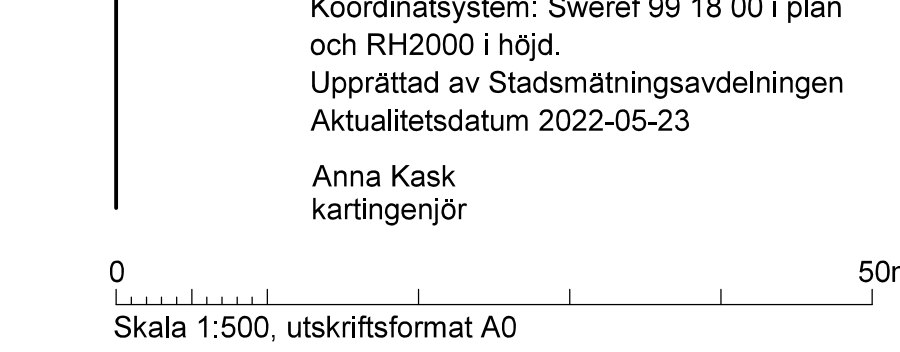 Koordinatsystem: Sweref 99 18 00 i plan
och RH2000 i höjd.
Upprättad av Stadsmätningsavdelningen
Aktualitetsdatum 2022-05-23
Anna Kask
kartingenjör
0 50m
Skala 1:500, utskriftsformat A0